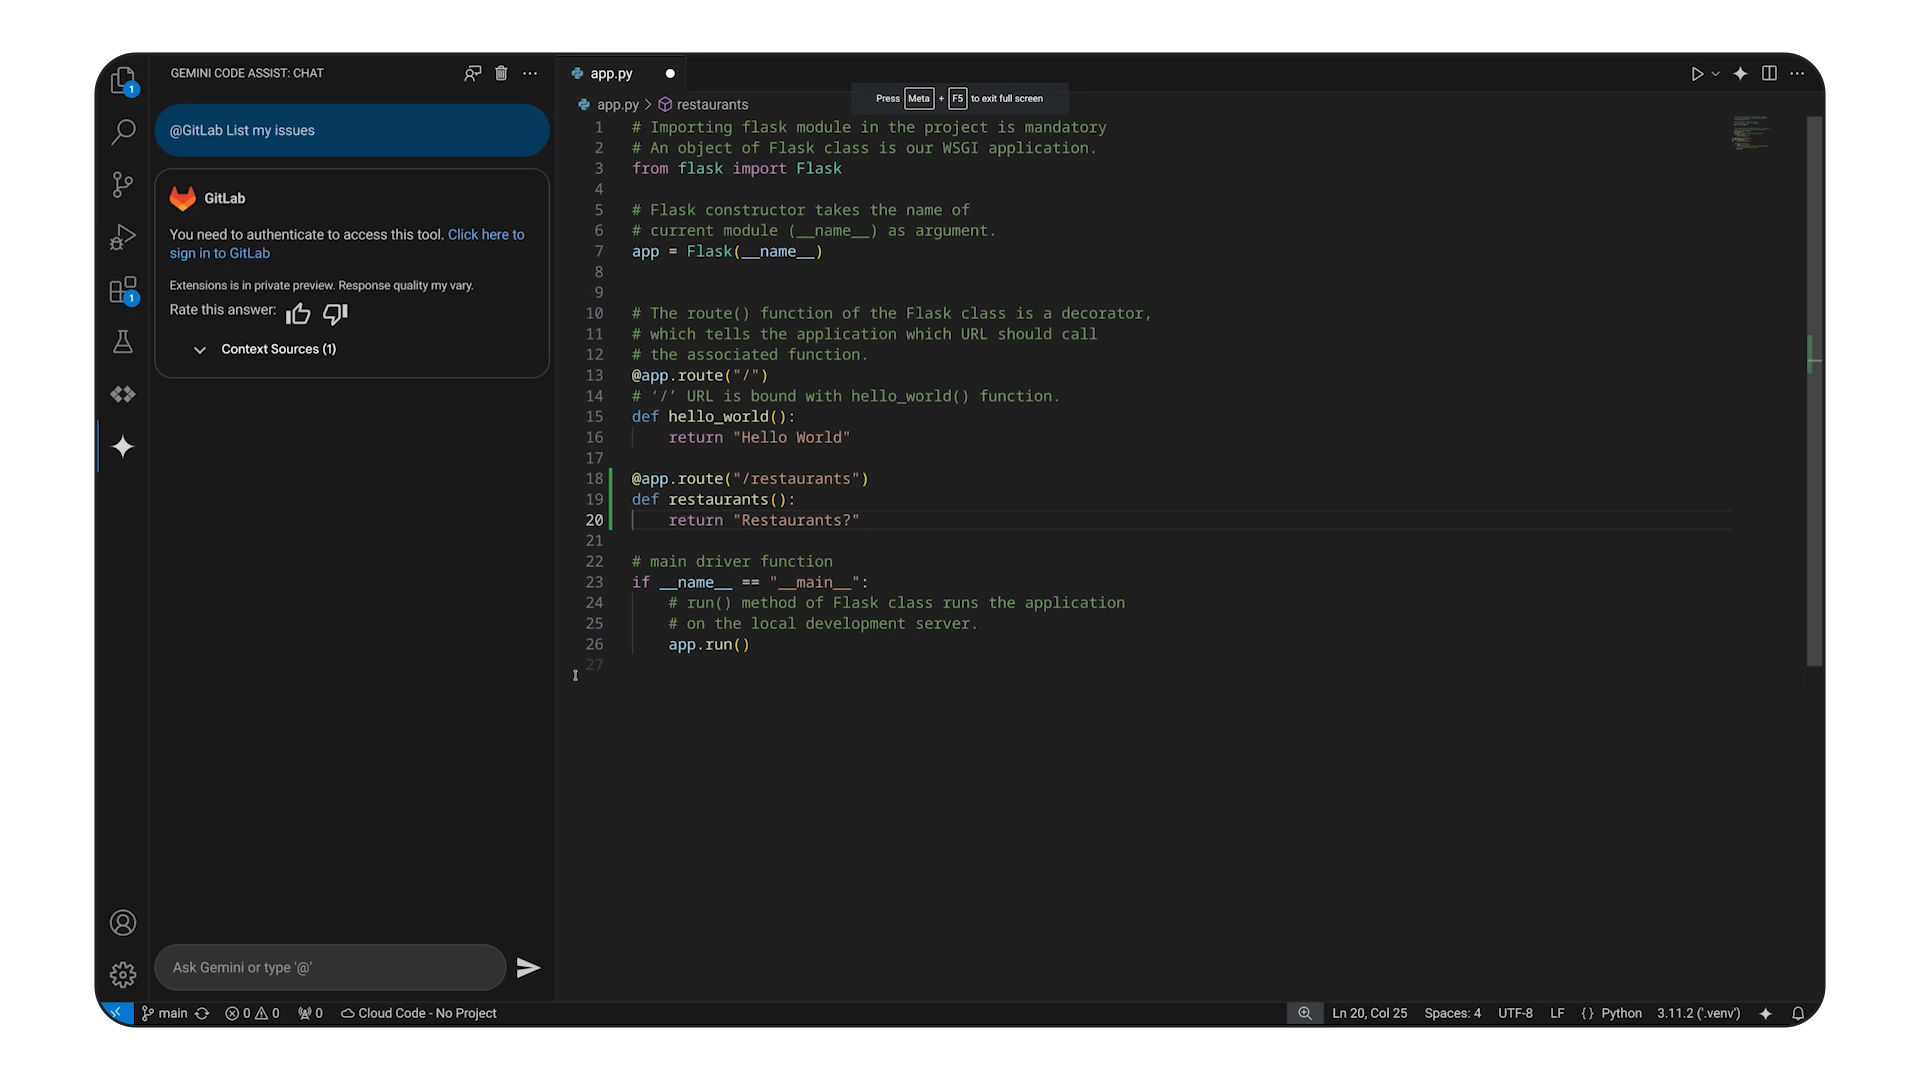 GEMINI CODE ASSIST: CHAT
@GitLab List my issues
GitLab
You need to authenticate to access this tool. Click here to
sign in to GitLab
Extensions is in private preview. Response quality my vary.
Rate this answer:
Context Sources (1)
Ask Gemini or type '@'
1
1
app.py
app.py > restaurants
Press Meta + F5 to exit full screen
1 # Importing flask module in the project is mandatory
2 # An object of Flask class is our WSGI application.
3 from flask import Flask
4
5 # Flask constructor takes the name of
6 # current module (__name__) as argument.
7 app = Flask(__name__)
8
9
10 # The route() function of the Flask class is a decorator,
11 # which tells the application which URL should call
12 # the associated function.
13 @app.route("/")
14 # ‘/’ URL is bound with hello_world() function.
15 def hello_world():
16     return "Hello World"
17
18 @app.route("/restaurants")
19 def restaurants():
20     return "Restaurants?"
21
22 # main driver function
23 if __name__ == "__main__":
24     # run() method of Flask class runs the application
25     # on the local development server.
26     app.run()
27
main 0 0 0 Cloud Code - No Project Ln 20, Col 25 Spaces: 4 UTF-8 LF {} Python 3.11.2 ('.venv')